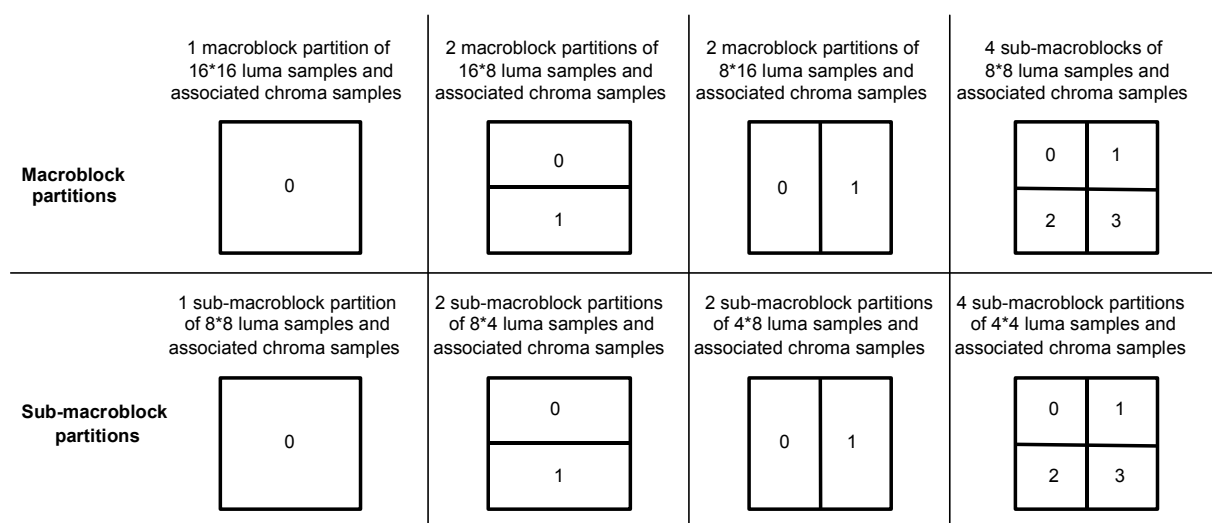 1 macroblock partition of
16*16 luma samples and
associated chroma samples
2 macroblock partitions of
16*8 luma samples and
associated chroma samples
2 macroblock partitions of
8*16 luma samples and
associated chroma samples
4 sub-macroblocks of
8*8 luma samples and
associated chroma samples
Macroblock
partitions
0
0
1
0 1
0 1
2 3
1 sub-macroblock partition
of 8*8 luma samples and
associated chroma samples
2 sub-macroblock partitions
of 8*4 luma samples and
associated chroma samples
2 sub-macroblock partitions
of 4*8 luma samples and
associated chroma samples
4 sub-macroblock partitions
of 4*4 luma samples and
associated chroma samples
Sub-macroblock
partitions
0
0
1
0 1
0 1
2 3